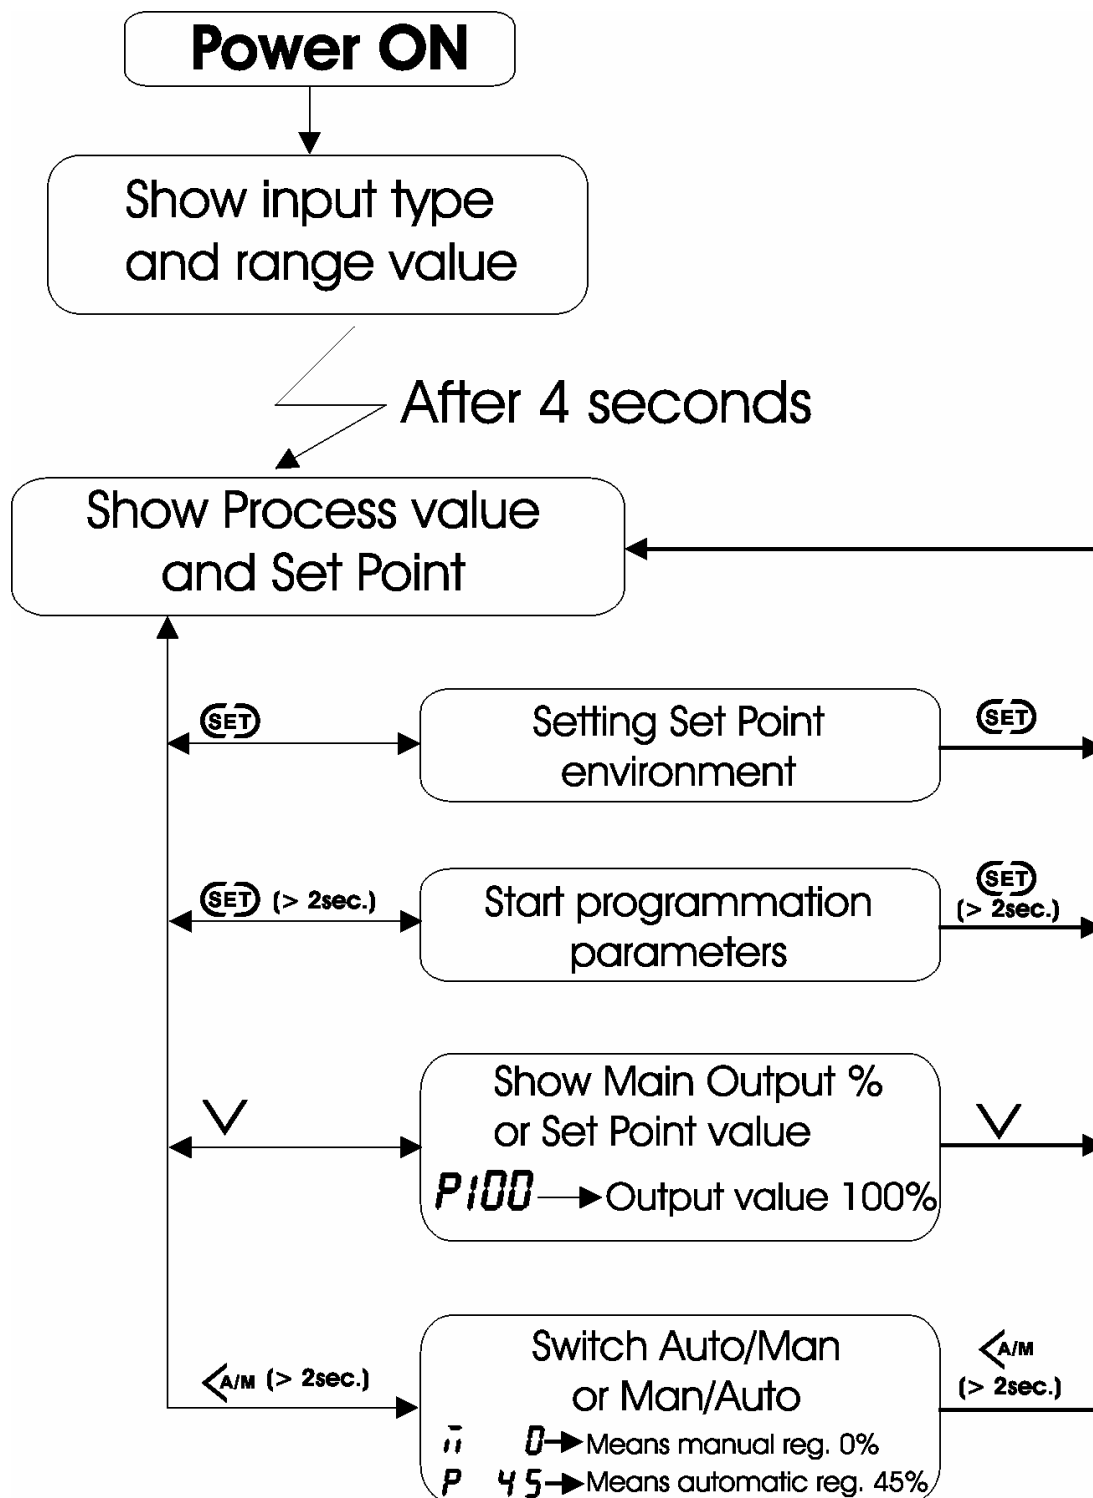 Power ON
Show input type
and range value
After 4 seconds
Show Process value
and Set Point
SET
Setting Set Point
environment
SET
SET (> 2sec.)
Start programmation
parameters
SET
(> 2sec.)
Show Main Output %
or Set Point value
P100 Output value 100%
A/M (> 2sec.)
Switch Auto/Man
or Man/Auto
0 Means manual reg. 0%
P 45 Means automatic reg. 45%
A/M
(> 2sec.)